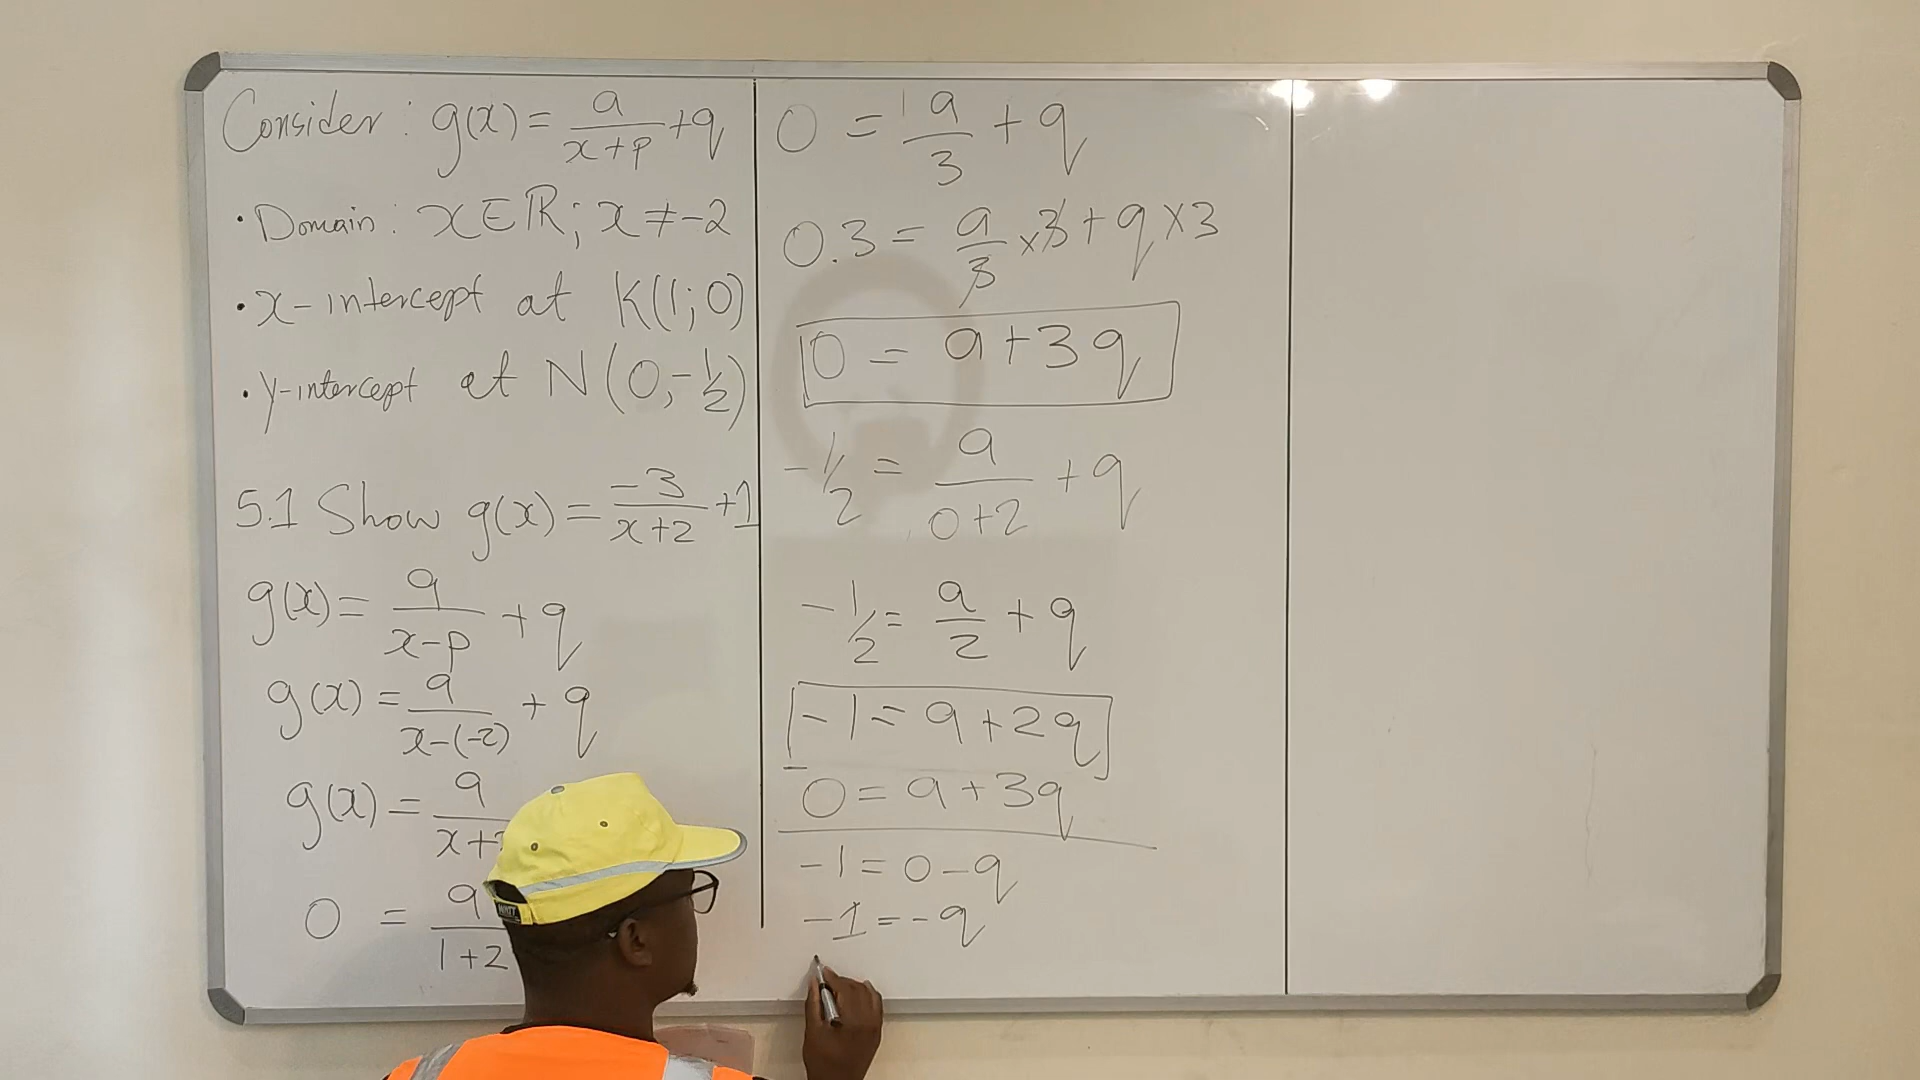 Consider: g(x) = a/(x+p) + q
• Domain: x ∈ ℝ; x ≠ -2
• x-intercept at K(1;0)
• y-intercept at N(0;-1/2)
5.1 Show g(x) = -3/(x+2) + 1
g(x) = a/(x-p) + q
g(x) = a/(x-(-2)) + q
g(x) = a/(x+
0 = a/(1+2
0 = a/3 + q
0.3 = a/3 × 3 + q × 3
0 = a + 3q
-1/2 = a/(0+2) + q
-1/2 = a/2 + q
-1 = a + 2q
0 = a + 3q
-1 = 0 - q
-1 = -q